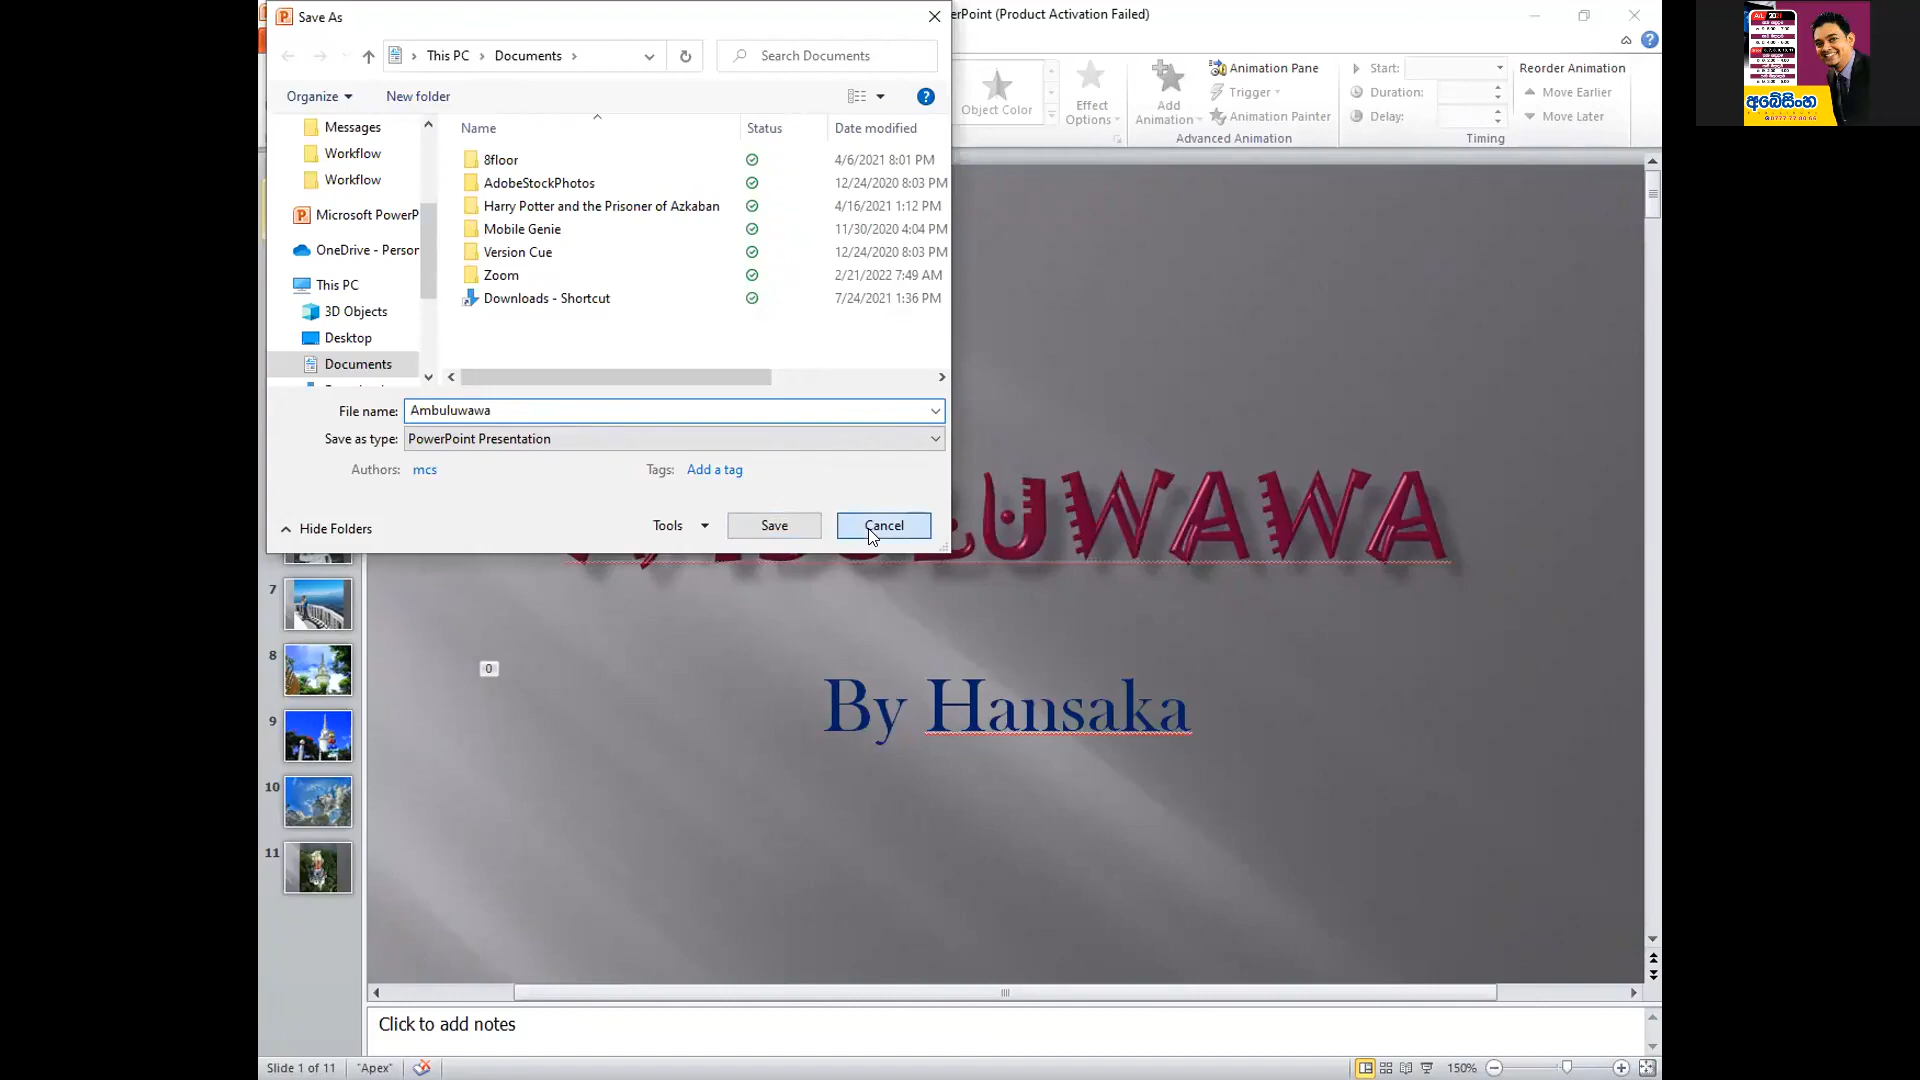 Save As
erPoint (Product Activation Failed)
This PC
Documents
Search Documents
Organize
New folder
Name
Status
Date modified
Messages
Workflow
Workflow
Microsoft PowerP
OneDrive - Person
This PC
3D Objects
Desktop
Documents
8floor
4/6/2021 8:01 PM
AdobeStockPhotos
12/24/2020 8:03 PM
Harry Potter and the Prisoner of Azkaban
4/16/2021 1:12 PM
Mobile Genie
11/30/2020 4:04 PM
Version Cue
12/24/2020 8:03 PM
Zoom
2/21/2022 7:49 AM
Downloads - Shortcut
7/24/2021 1:36 PM
File name: Ambuluwawa
Save as type: PowerPoint Presentation
Authors: mcs
Tags: Add a tag
Hide Folders
Tools
Save
Cancel
Object Color
Effect Options
Add Animation
Animation Pane
Trigger
Animation Painter
Advanced Animation
Start:
Duration:
Delay:
Reorder Animation
Move Earlier
Move Later
Timing
UWAWA
By Hansaka
0
7
8
9
10
11
Click to add notes
Slide 1 of 11
"Apex"
150%
A/L 2021
අබේසිංහ
0777 77 80 66